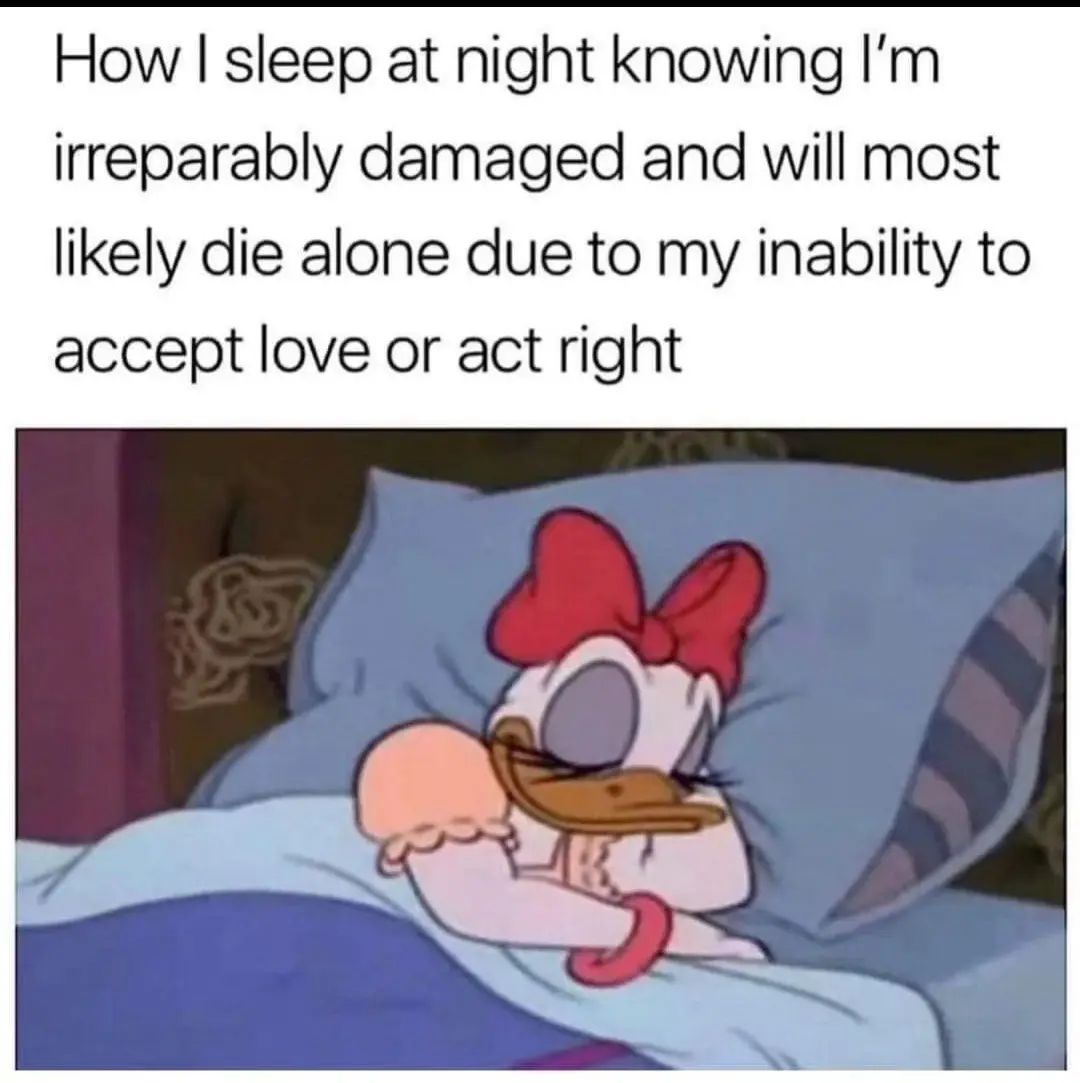 How I sleep at night knowing I'm
irreparably damaged and will most
likely die alone due to my inability to
accept love or act right